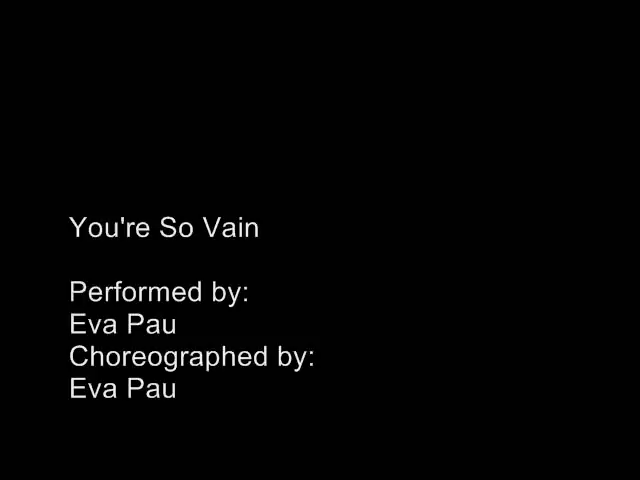 You're So Vain
Performed by:
Eva Pau
Choreographed by:
Eva Pau